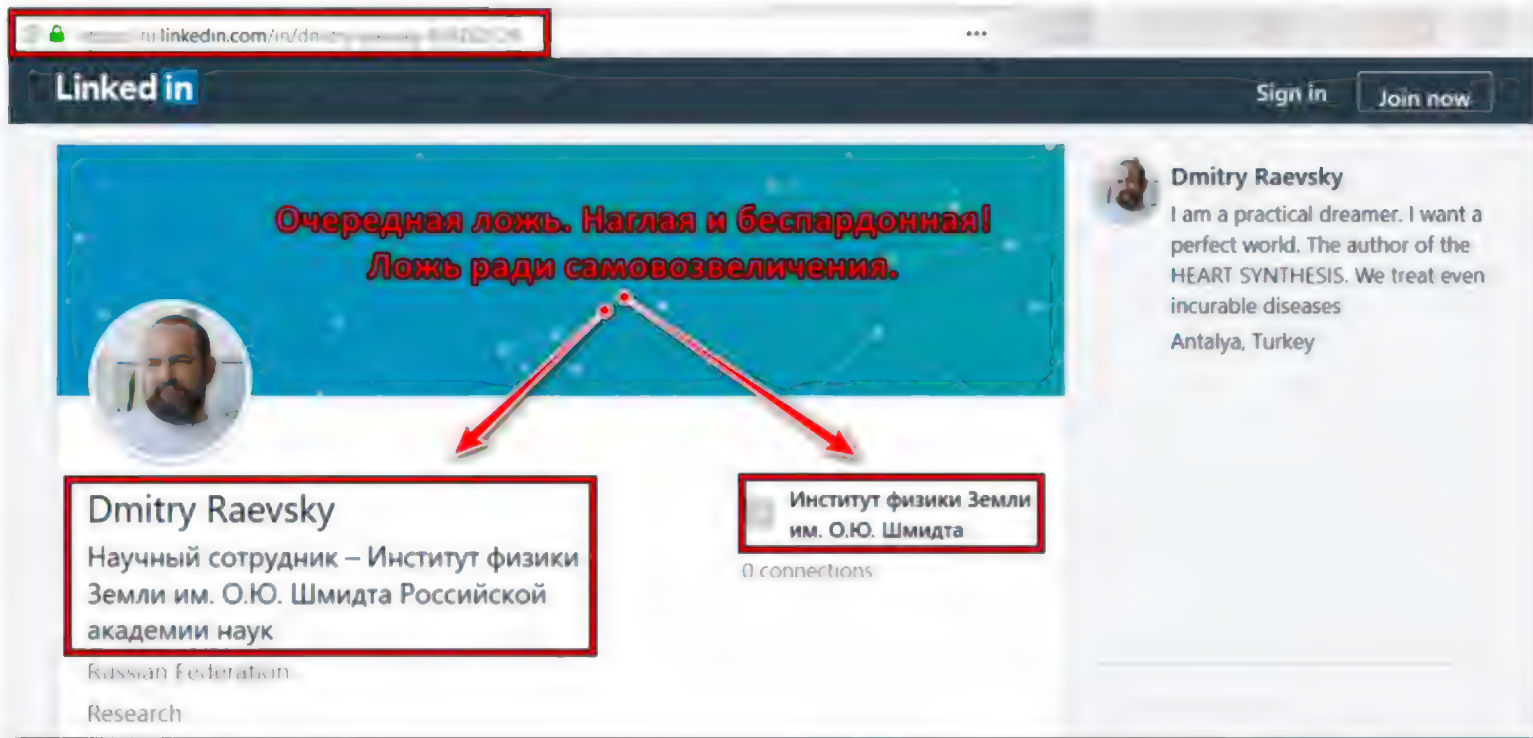 ru.linkedin.com/in/
Linked in
Sign in
Join now
Очередная ложь. Наглая и беспардонная!
Ложь ради самовозвеличения.
Dmitry Raevsky
I am a practical dreamer. I want a
perfect world. The author of the
HEART SYNTHESIS. We treat even
incurable diseases
Antalya, Turkey
Dmitry Raevsky
Научный сотрудник – Институт физики
Земли им. О.Ю. Шмидта Российской
академии наук
Russian Federation
Research
Институт физики Земли
им. О.Ю. Шмидта
0 connections